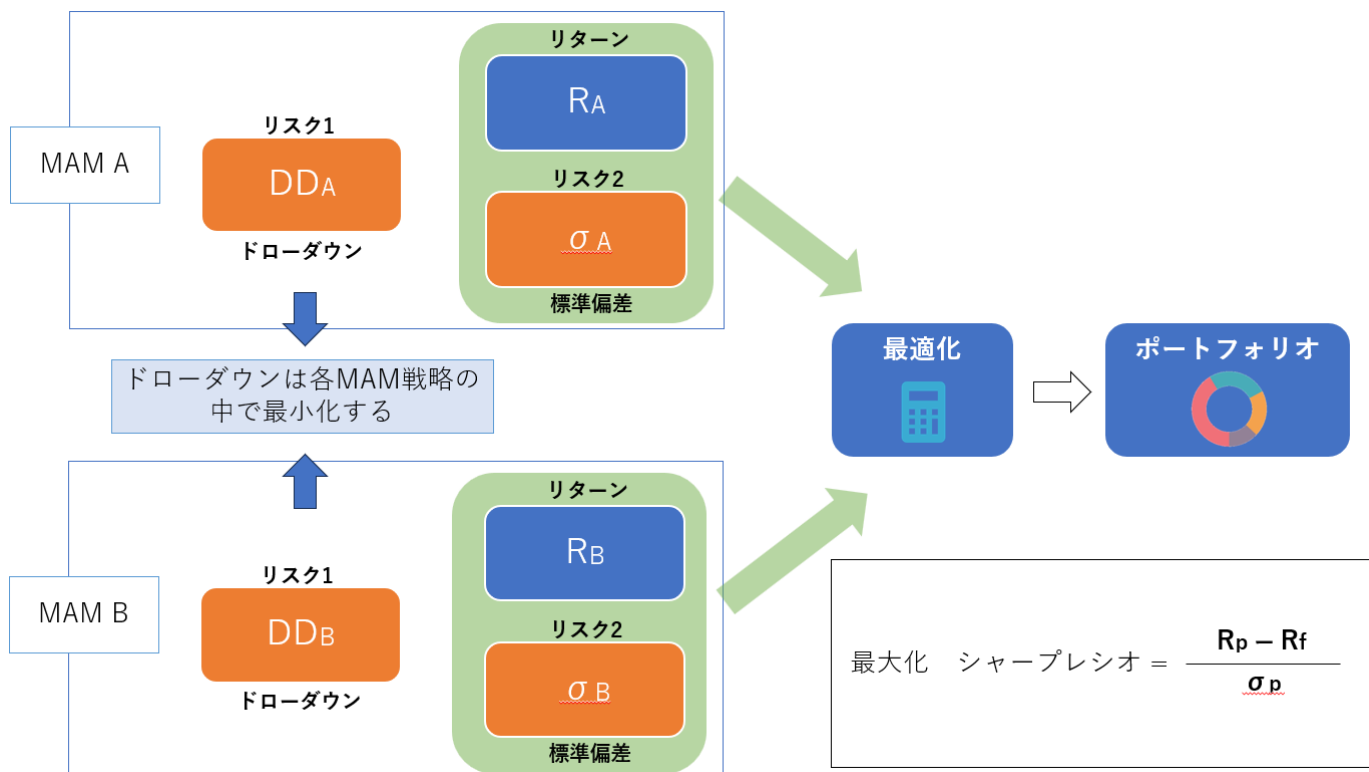 MAM A
リスク1
DDA
ドローダウン
リターン
RA
リスク2
σ A
標準偏差
ドローダウンは各MAM戦略の
中で最小化する
MAM B
リスク1
DDB
ドローダウン
リターン
RB
リスク2
σ B
標準偏差
最適化
ポートフォリオ
最大化 シャープレシオ =
Rp − Rf
σ p